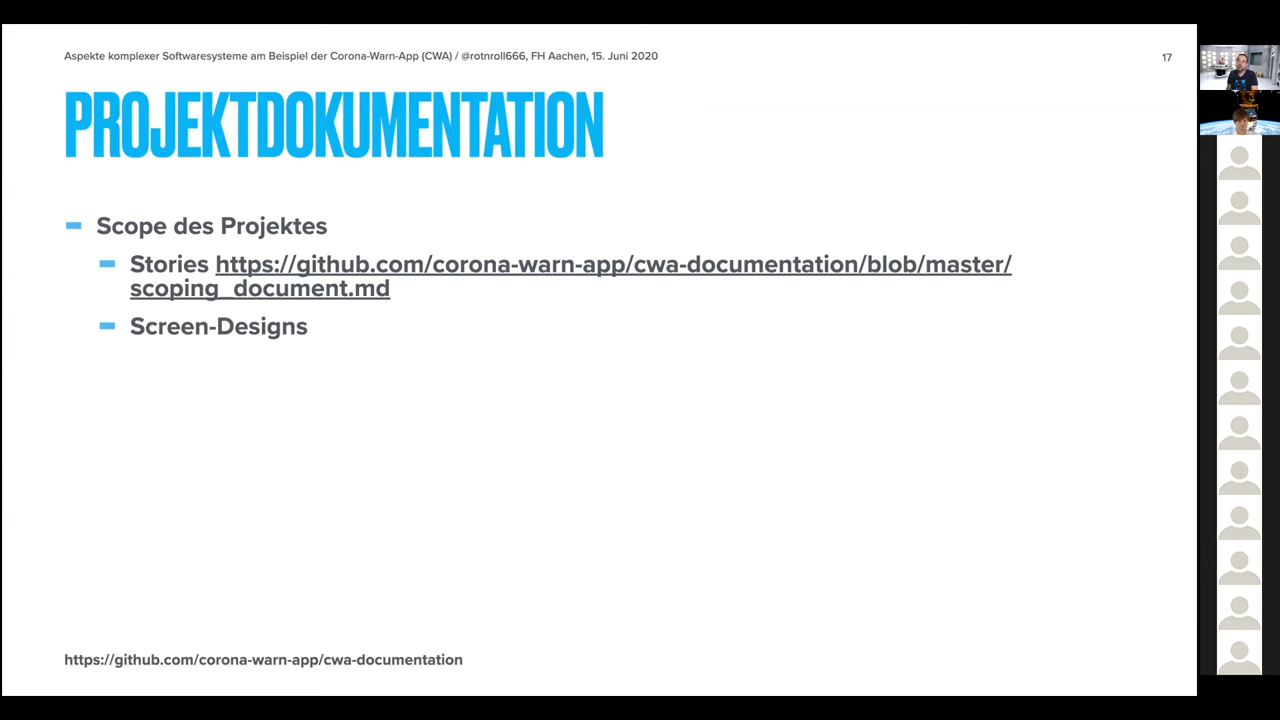 Aspekte komplexer Softwaresysteme am Beispiel der Corona-Warn-App (CWA) / @rotnroll666, FH Aachen, 15. Juni 2020
17
PROJEKTDOKUMENTATION
Scope des Projektes
Stories https://github.com/corona-warn-app/cwa-documentation/blob/master/
scoping_document.md
Screen-Designs
https://github.com/corona-warn-app/cwa-documentation